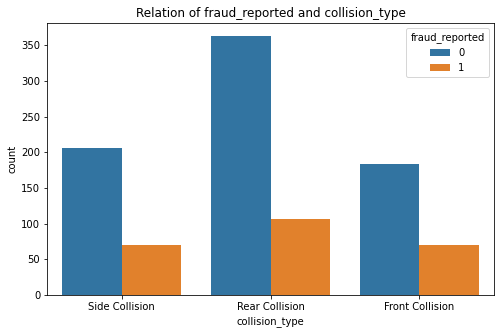 Relation of fraud_reported and collision_type
fraud_reported
0
1
350
300
250
200
150
100
50
0
count
Side Collision
Rear Collision
Front Collision
collision_type